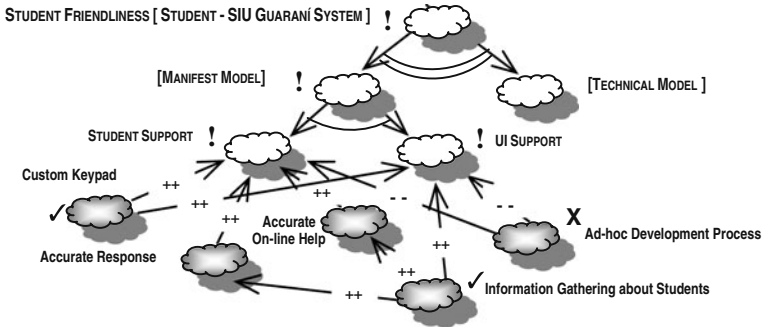 STUDENT FRIENDLINESS [ STUDENT - SIU GUARANÍ SYSTEM ] !
[MANIFEST MODEL] !
[TECHNICAL MODEL ]
STUDENT SUPPORT !
! UI SUPPORT
Custom Keypad
++
++
++
++
- -
- -
✓
Accurate
On-line Help
X
Ad-hoc Development Process
Accurate Response
++
++
++
✓
Information Gathering about Students